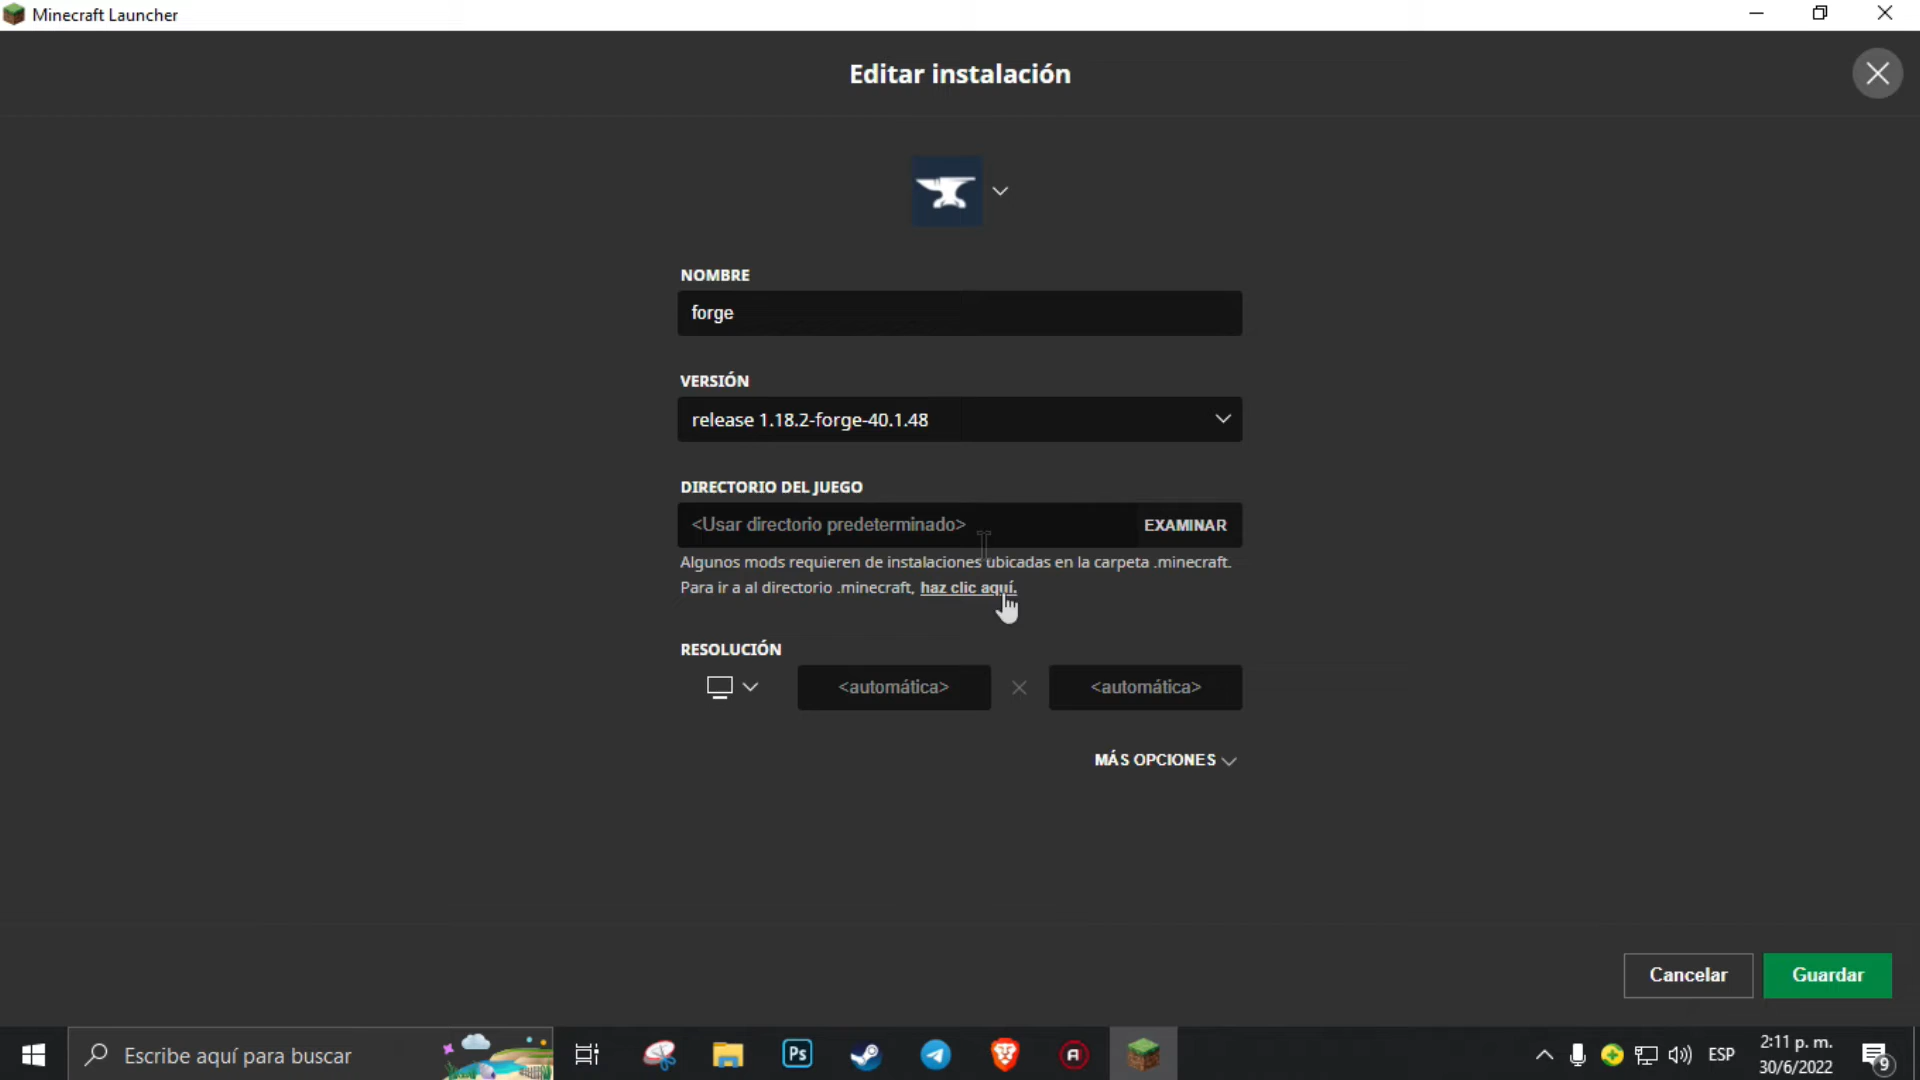 Minecraft Launcher
Editar instalación
NOMBRE
forge
VERSIÓN
release 1.18.2-forge-40.1.48
DIRECTORIO DEL JUEGO
<Usar directorio predeterminado>
EXAMINAR
Algunos mods requieren de instalaciones ubicadas en la carpeta .minecraft.
Para ir a al directorio .minecraft, haz clic aquí.
RESOLUCIÓN
<automática>
<automática>
MÁS OPCIONES
Cancelar
Guardar
Escribe aquí para buscar
Ps
A
ESP
2:11 p. m.
30/6/2022
9